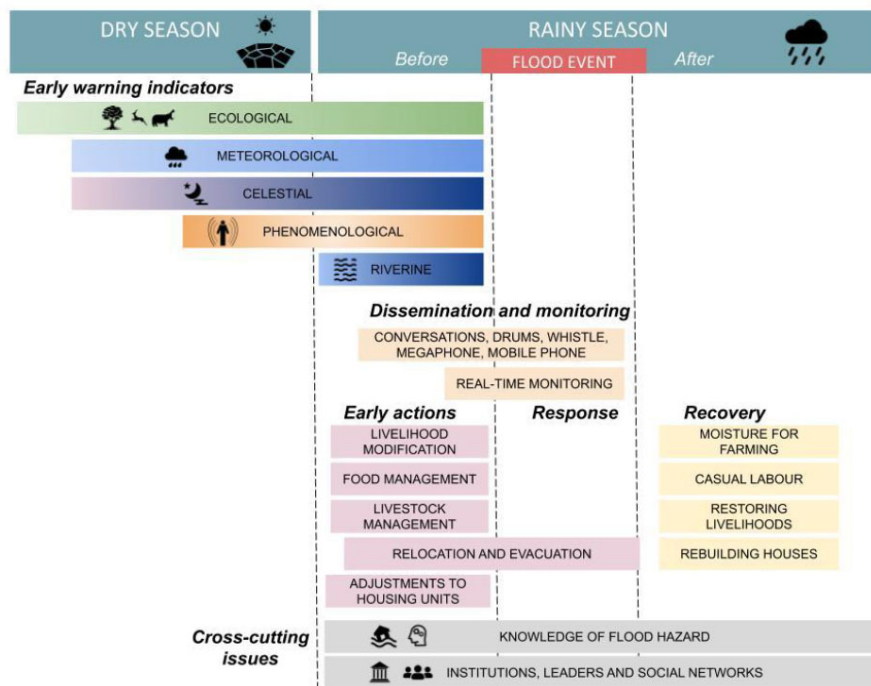 DRY SEASON
RAINY SEASON
Before
FLOOD EVENT
After
Early warning indicators
ECOLOGICAL
METEOROLOGICAL
CELESTIAL
PHENOMENOLOGICAL
RIVERINE
Dissemination and monitoring
CONVERSATIONS, DRUMS, WHISTLE,
MEGAPHONE, MOBILE PHONE
REAL-TIME MONITORING
Early actions
Response
Recovery
LIVELIHOOD
MODIFICATION
MOISTURE FOR
FARMING
FOOD MANAGEMENT
CASUAL LABOUR
LIVESTOCK
MANAGEMENT
RESTORING
LIVELIHOODS
RELOCATION AND EVACUATION
REBUILDING HOUSES
ADJUSTMENTS TO
HOUSING UNITS
Cross-cutting
issues
KNOWLEDGE OF FLOOD HAZARD
INSTITUTIONS, LEADERS AND SOCIAL NETWORKS